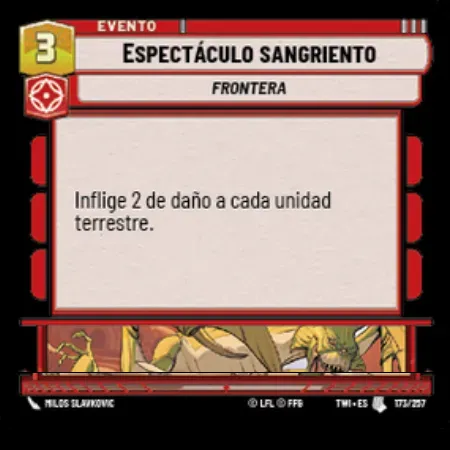 EVENTO
3
ESPECTÁCULO SANGRIENTO
FRONTERA
Inflige 2 de daño a cada unidad
terrestre.
MILOS SLAVKOVIC
© LFL © FFG
TWI • ES
173/257